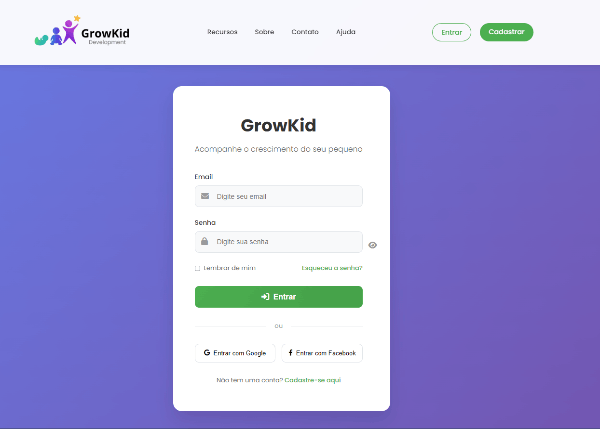 GrowKid
Development
Recursos Sobre Contato Ajuda
Entrar Cadastrar
GrowKid
Acompanhe o crescimento do seu pequeno
Email
Digite seu email
Senha
Digite sua senha
Lembrar de mim Esqueceu a senha?
Entrar
ou
Entrar com Google Entrar com Facebook
Não tem uma conta? Cadastre-se aqui